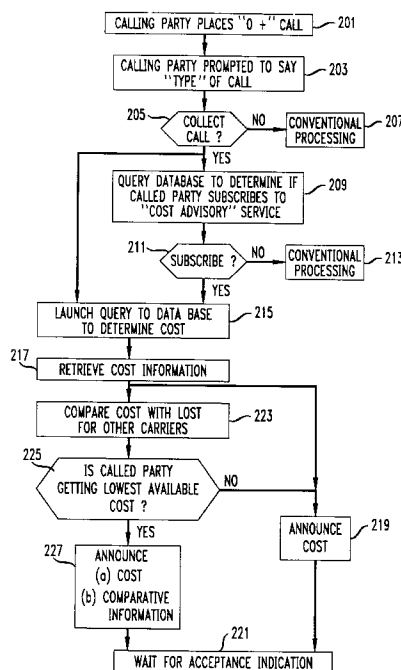 CALLING PARTY PLACES "0 +" CALL
201
CALLING PARTY PROMPTED TO SAY
"TYPE" OF CALL
203
205
COLLECT
CALL ?
NO
CONVENTIONAL
PROCESSING
207
YES
QUERY DATABASE TO DETERMINE IF
CALLED PARTY SUBSCRIBES TO
"COST ADVISORY" SERVICE
209
211
SUBSCRIBE ?
NO
CONVENTIONAL
PROCESSING
213
YES
LAUNCH QUERY TO DATA BASE
TO DETERMINE COST
215
217
RETRIEVE COST INFORMATION
COMPARE COST WITH LOST
FOR OTHER CARRIERS
223
225
IS CALLED PARTY
GETTING LOWEST AVAILABLE
COST ?
NO
YES
227
ANNOUNCE
(a) COST
(b) COMPARATIVE
INFORMATION
ANNOUNCE
COST
219
221
WAIT FOR ACCEPTANCE INDICATION